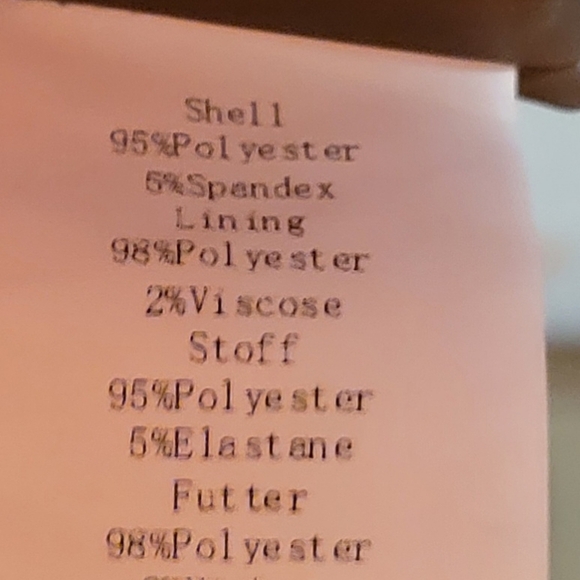 Shell
95%Polyester
5%Spandex
Lining
98%Polyester
2%Viscose
Stoff
95%Polyester
5%Elastane
Futter
98%Polyester